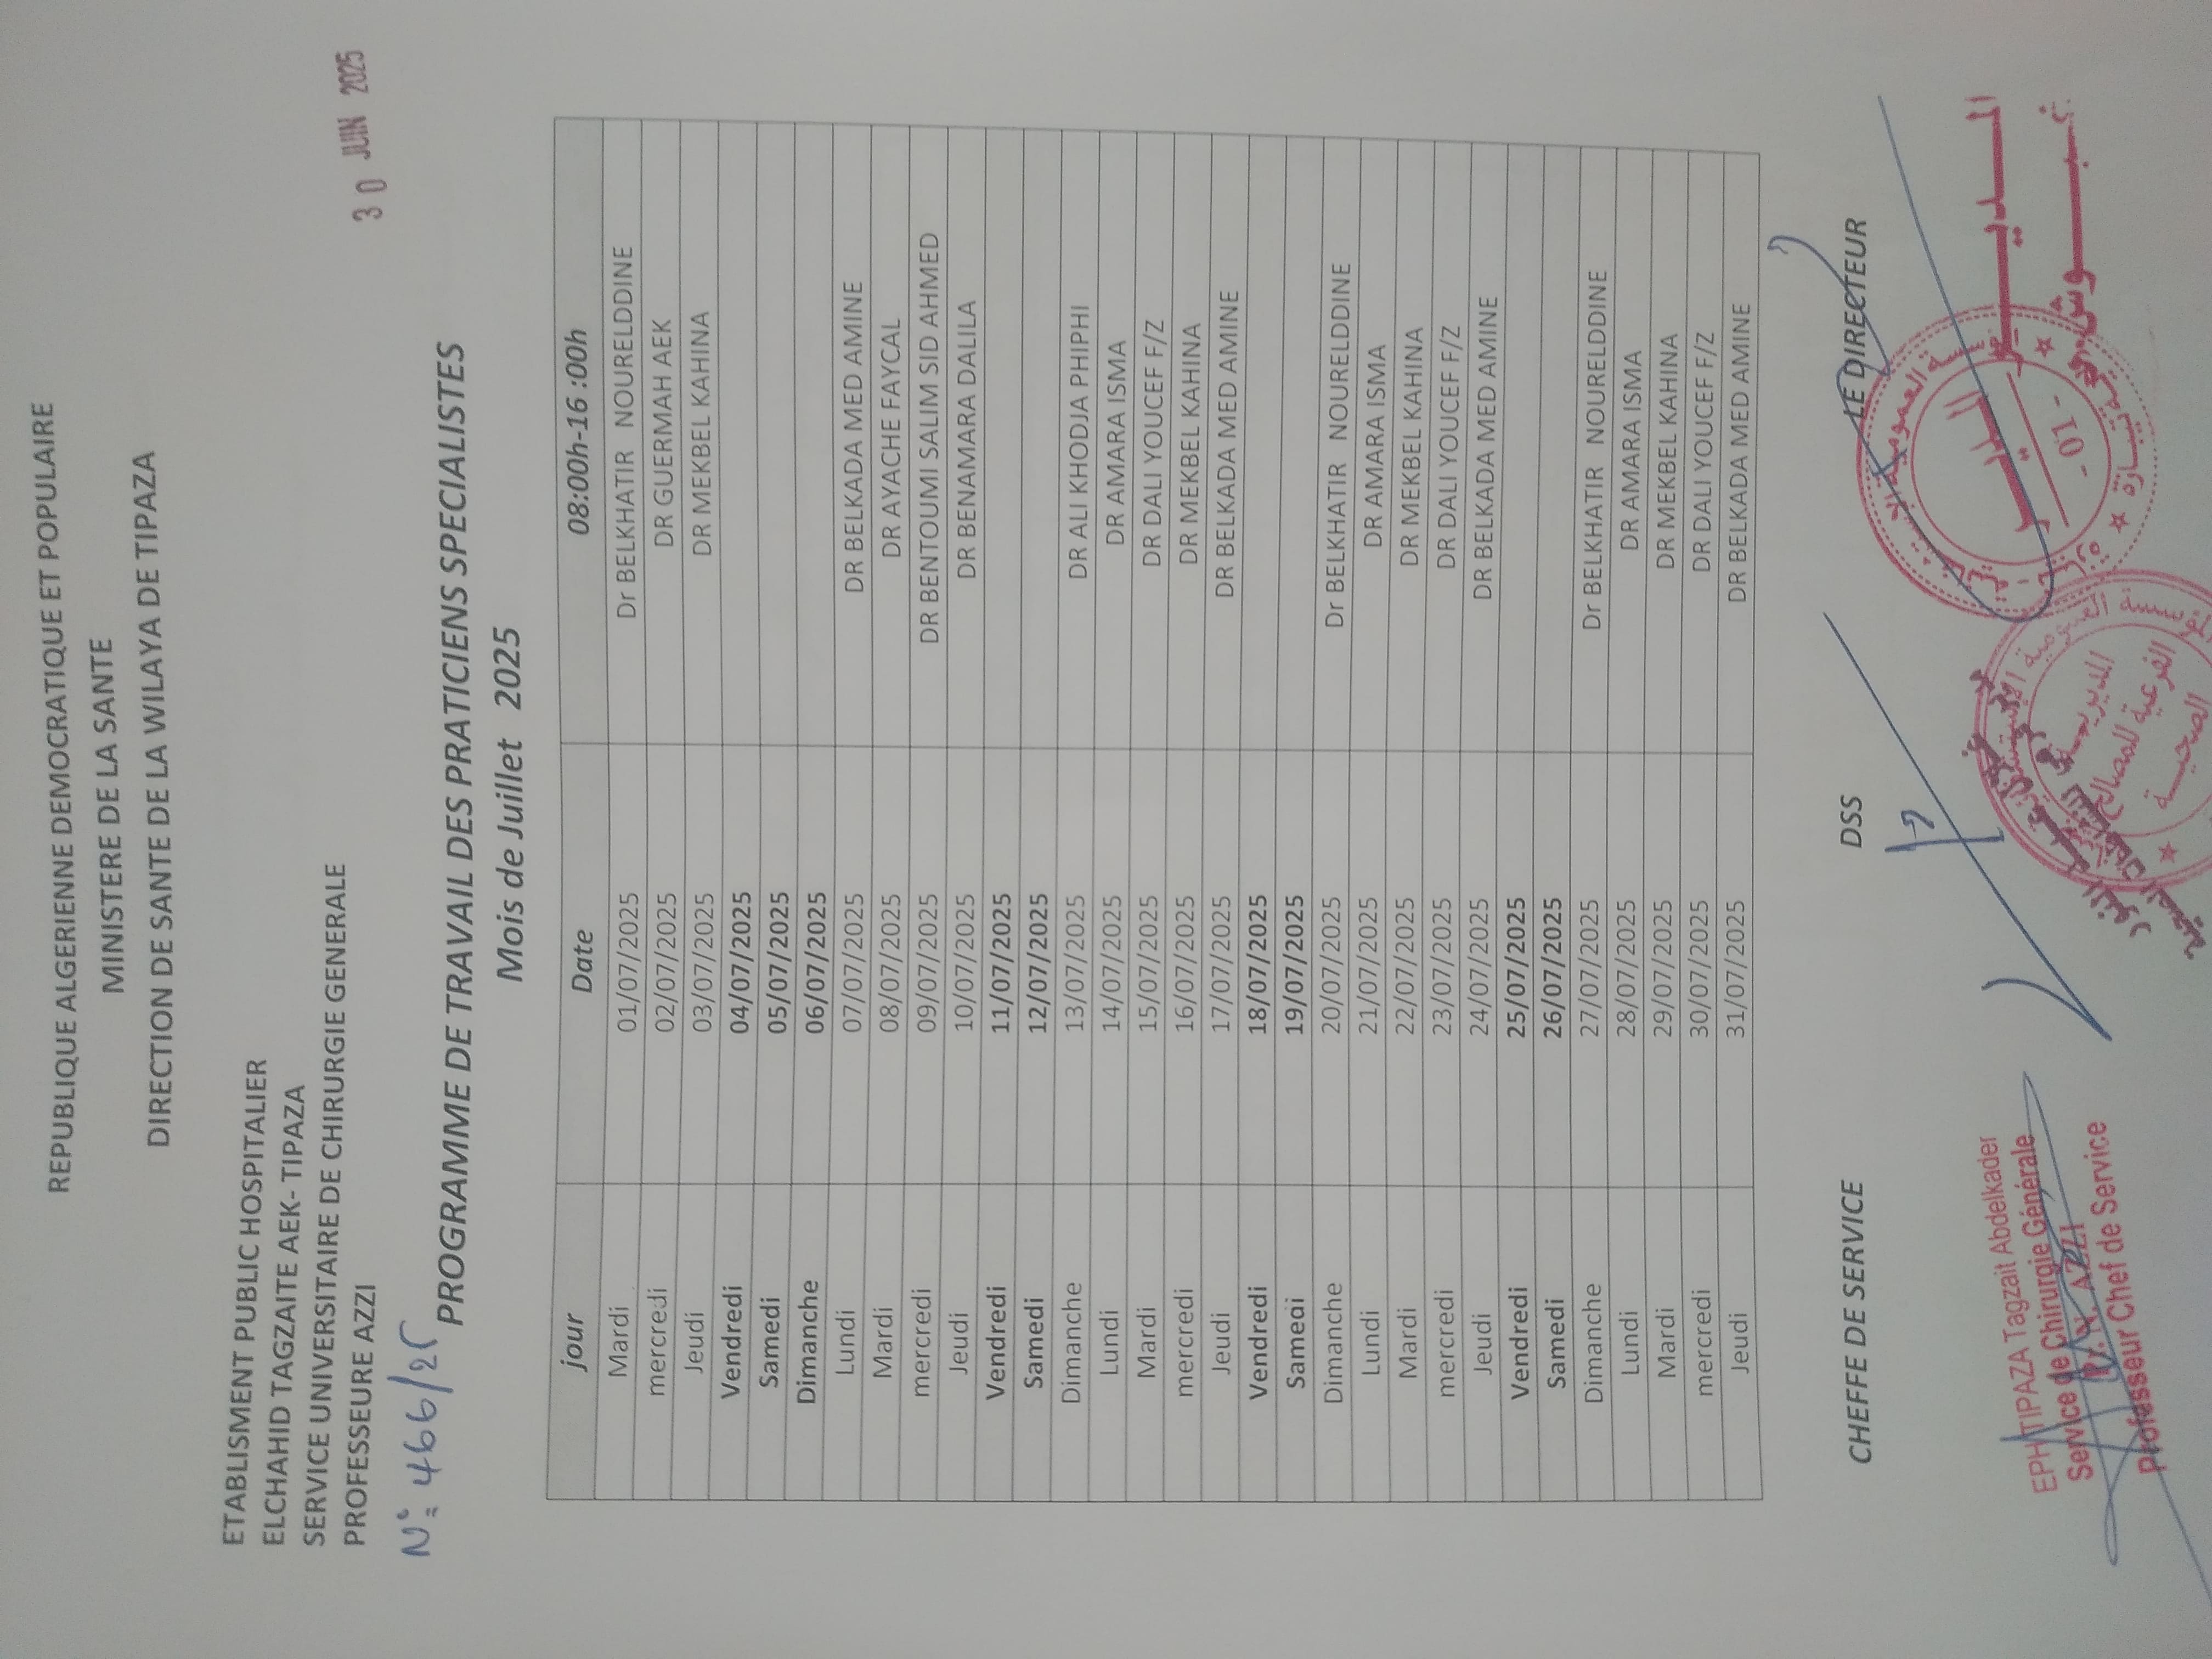 REPUBLIQUE ALGERIENNE DEMOCRATIQUE ET POPULAIRE
MINISTERE DE LA SANTE
DIRECTION DE SANTE DE LA WILAYA DE TIPAZA
ETABLISMENT PUBLIC HOSPITALIER
ELCHAHID TAGZAITE AEK- TIPAZA
SERVICE UNIVERSITAIRE DE CHIRURGIE GENERALE
PROFESSEURE AZZI
30 JUIN 2025
N°: 466/25
PROGRAMME DE TRAVAIL DES PRATICIENS SPECIALISTES
Mois de Juillet 2025
jour Date 08:00h-16 :00h
Mardi 01/07/2025 Dr BELKHATIR NOURELDDINE
mercredi 02/07/2025 DR GUERMAH AEK
Jeudi 03/07/2025 DR MEKBEL KAHINA
Vendredi 04/07/2025
Samedi 05/07/2025
Dimanche 06/07/2025
Lundi 07/07/2025 DR BELKADA MED AMINE
Mardi 08/07/2025 DR AYACHE FAYCAL
mercredi 09/07/2025 DR BENTOUMI SALIM SID AHMED
Jeudi 10/07/2025 DR BENAMARA DALILA
Vendredi 11/07/2025
Samedi 12/07/2025
Dimanche 13/07/2025 DR ALI KHODJA PHIPHI
Lundi 14/07/2025 DR AMARA ISMA
Mardi 15/07/2025 DR DALI YOUCEF F/Z
mercredi 16/07/2025 DR MEKBEL KAHINA
Jeudi 17/07/2025 DR BELKADA MED AMINE
Vendredi 18/07/2025
Samedi 19/07/2025
Dimanche 20/07/2025 Dr BELKHATIR NOURELDDINE
Lundi 21/07/2025 DR AMARA ISMA
Mardi 22/07/2025 DR MEKBEL KAHINA
mercredi 23/07/2025 DR DALI YOUCEF F/Z
Jeudi 24/07/2025 DR BELKADA MED AMINE
Vendredi 25/07/2025
Samedi 26/07/2025
Dimanche 27/07/2025 Dr BELKHATIR NOURELDDINE
Lundi 28/07/2025 DR AMARA ISMA
Mardi 29/07/2025 DR MEKBEL KAHINA
mercredi 30/07/2025 DR DALI YOUCEF F/Z
Jeudi 31/07/2025 DR BELKADA MED AMINE
CHEFFE DE SERVICE DSS LE DIRECTEUR
EPH TIPAZA Tagzait Abdelkader
Service de Chirurgie Générale
Pr. N. AZZI
Professeur Chef de Service
المديرية
الفرعية للمصالح
الصحية
العمومية الإستشفائية
المدير
- 01 -
تيبازة
المدير